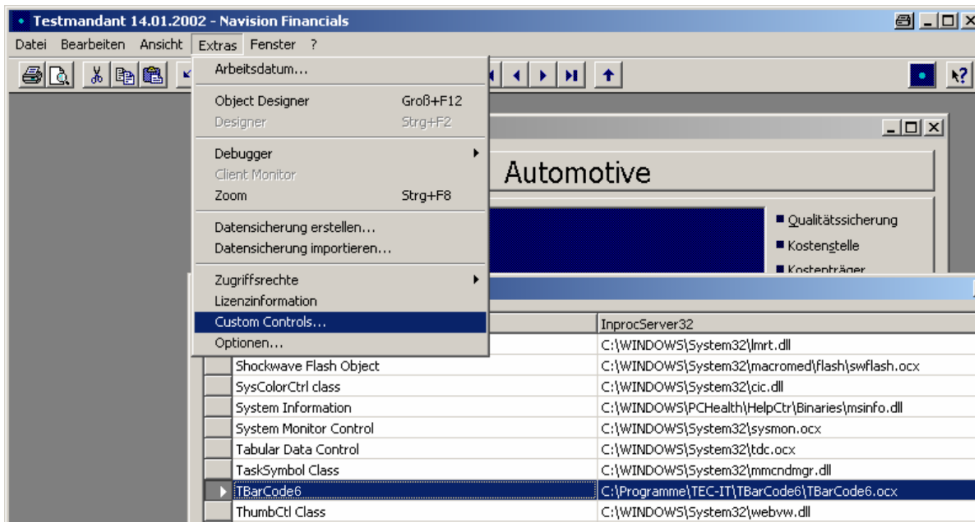 Testmandant 14.01.2002 - Navision Financials
Datei Bearbeiten Ansicht Extras Fenster ?
Arbeitsdatum...
Object Designer Groß+F12
Designer Strg+F2
Debugger
Client Monitor
Zoom Strg+F8
Datensicherung erstellen...
Datensicherung importieren...
Zugriffsrechte
Lizenzinformation
Custom Controls...
Optionen...
Automotive
Qualitätssicherung
Kostenstelle
Kostenträger
InprocServer32
C:\WINDOWS\System32\lmrt.dll
Shockwave Flash Object C:\WINDOWS\System32\macromed\flash\swflash.ocx
SysColorCtrl class C:\WINDOWS\System32\cic.dll
System Information C:\WINDOWS\PCHealth\HelpCtr\Binaries\msinfo.dll
System Monitor Control C:\WINDOWS\System32\sysmon.ocx
Tabular Data Control C:\WINDOWS\System32\tdc.ocx
TaskSymbol Class C:\WINDOWS\System32\mmcndmgr.dll
TBarCode6 C:\Programme\TEC-IT\TBarCode6\TBarCode6.ocx
ThumbCtl Class C:\WINDOWS\System32\webvw.dll